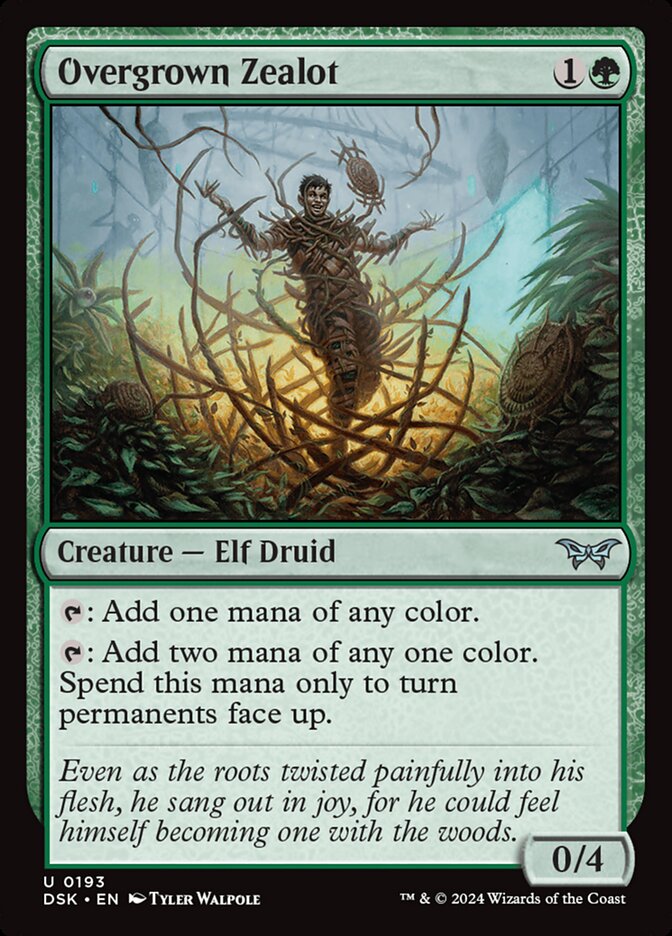 Overgrown Zealot 1
Creature — Elf Druid
: Add one mana of any color.
: Add two mana of any one color.
Spend this mana only to turn
permanents face up.
Even as the roots twisted painfully into his
flesh, he sang out in joy, for he could feel
himself becoming one with the woods.
0/4
U 0193
DSK • EN Tyler Walpole ™ & © 2024 Wizards of the Coast